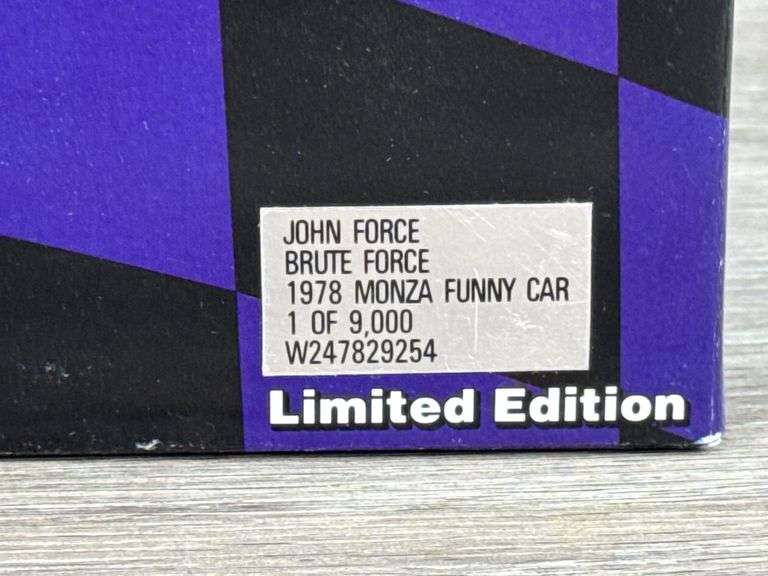 JOHN FORCE
BRUTE FORCE
1978 MONZA FUNNY CAR
1 OF 9,000
W247829254
Limited Edition